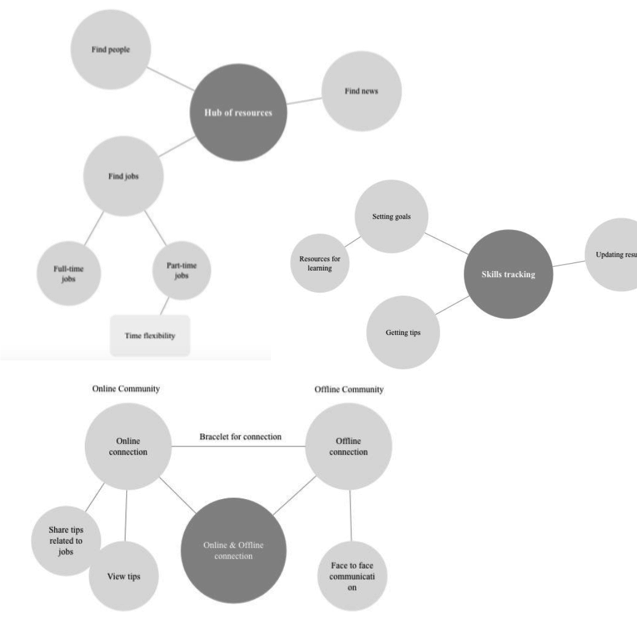 Find people
Hub of resources
Find news
Find jobs
Full-time
jobs
Part-time
jobs
Time flexibility
Setting goals
Resources for
learning
Skills tracking
Updating resu
Getting tips
Online Community
Offline Community
Online
connection
Bracelet for connection
Offline
connection
Share tips
related to
jobs
View tips
Online & Offline
connection
Face to face
communicati
on